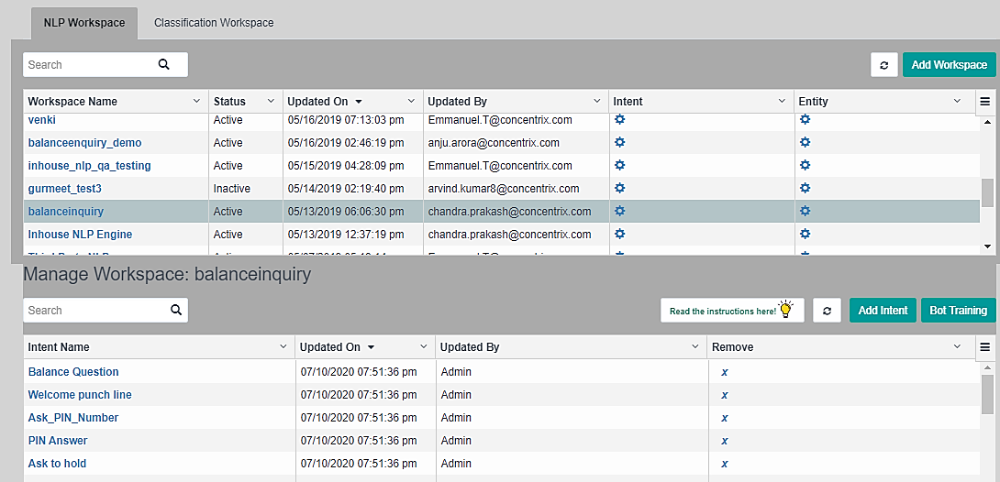 NLP Workspace Classification Workspace
Search Add Workspace
Workspace Name Status Updated On Updated By Intent Entity
venki Active 05/16/2019 07:13:03 pm Emmanuel.T@concentrix.com
balanceenquiry_demo Active 05/16/2019 02:46:19 pm anju.arora@concentrix.com
inhouse_nlp_qa_testing Active 05/15/2019 04:28:09 pm Emmanuel.T@concentrix.com
gurmeet_test3 Inactive 05/14/2019 02:19:40 pm arvind.kumar8@concentrix.com
balanceinquiry Active 05/13/2019 06:06:30 pm chandra.prakash@concentrix.com
Inhouse NLP Engine Active 05/13/2019 12:37:19 pm chandra.prakash@concentrix.com
Manage Workspace: balanceinquiry
Search Read the instructions here! Add Intent Bot Training
Intent Name Updated On Updated By Remove
Balance Question 07/10/2020 07:51:36 pm Admin x
Welcome punch line 07/10/2020 07:51:36 pm Admin x
Ask_PIN_Number 07/10/2020 07:51:36 pm Admin x
PIN Answer 07/10/2020 07:51:36 pm Admin x
Ask to hold 07/10/2020 07:51:36 pm Admin x